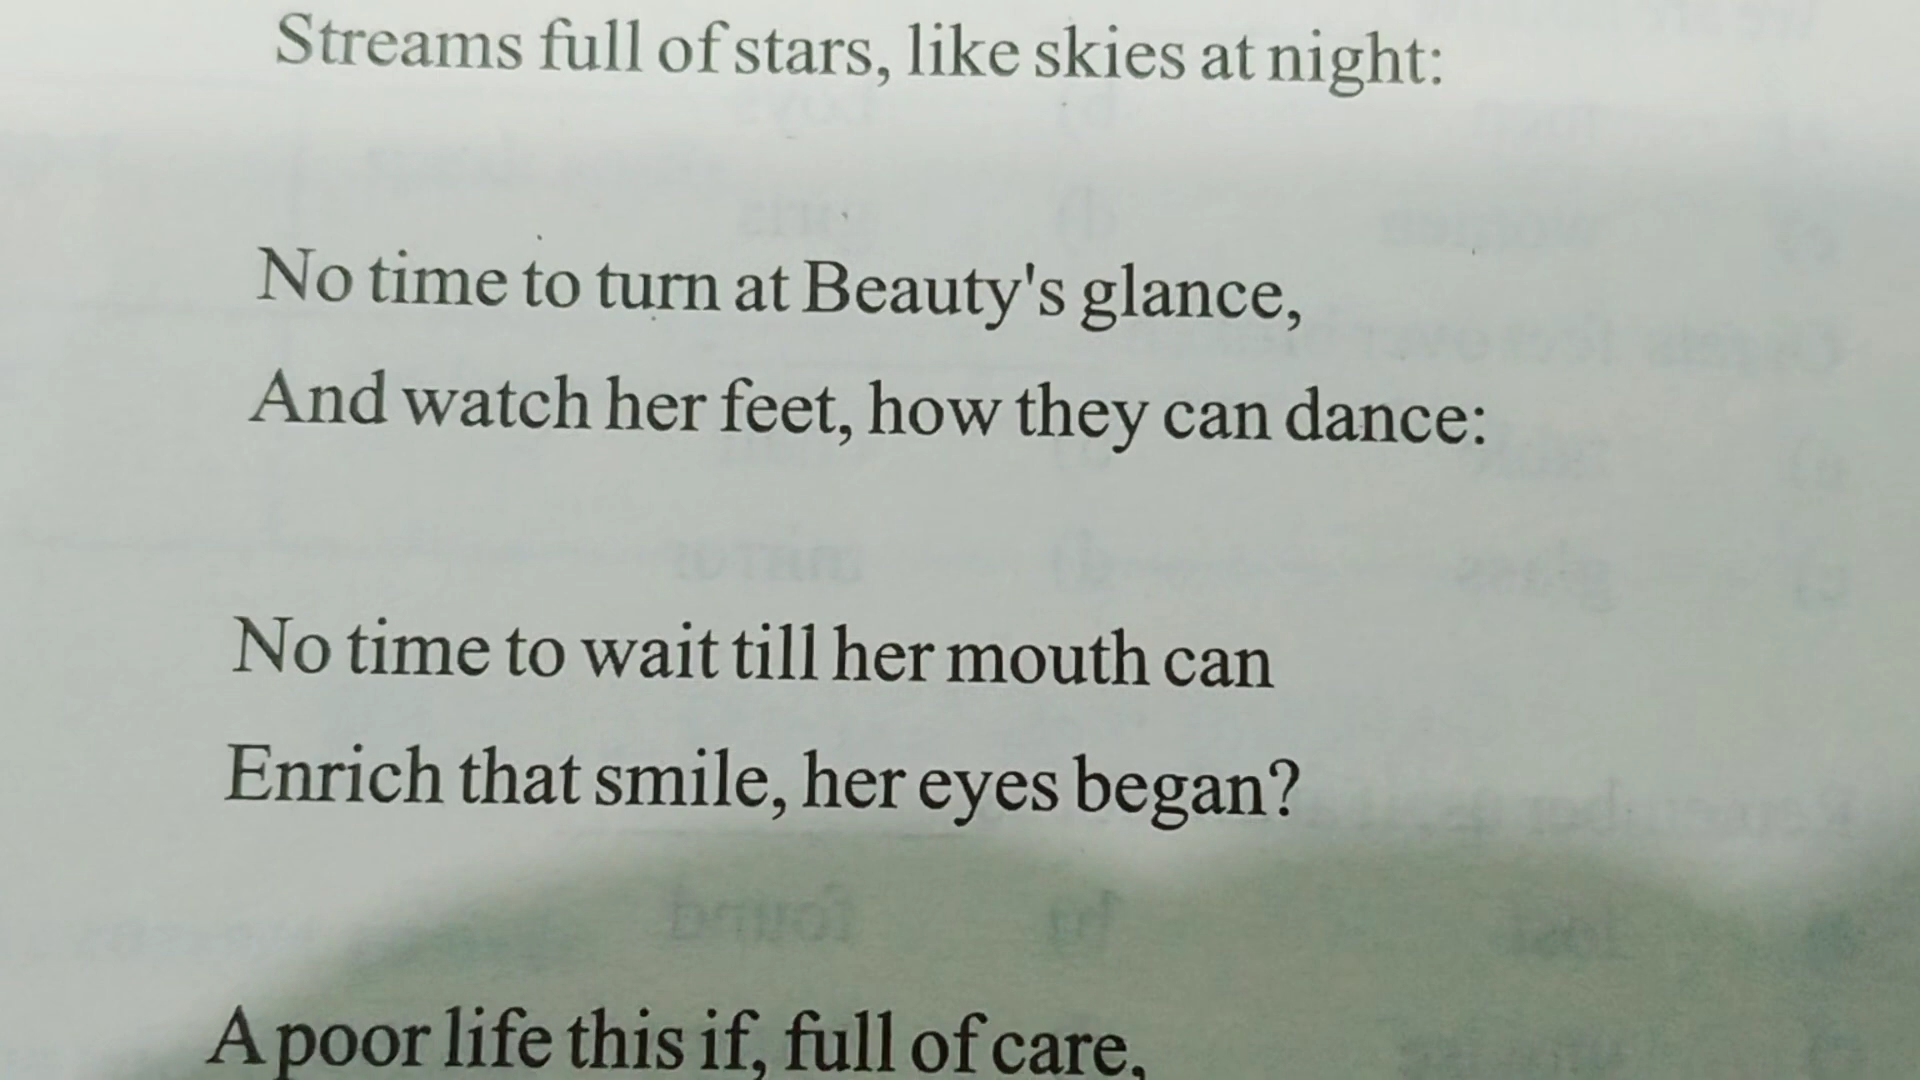 Streams full of stars, like skies at night:
No time to turn at Beauty's glance,
And watch her feet, how they can dance:
No time to wait till her mouth can
Enrich that smile, her eyes began?
A poor life this if, full of care,